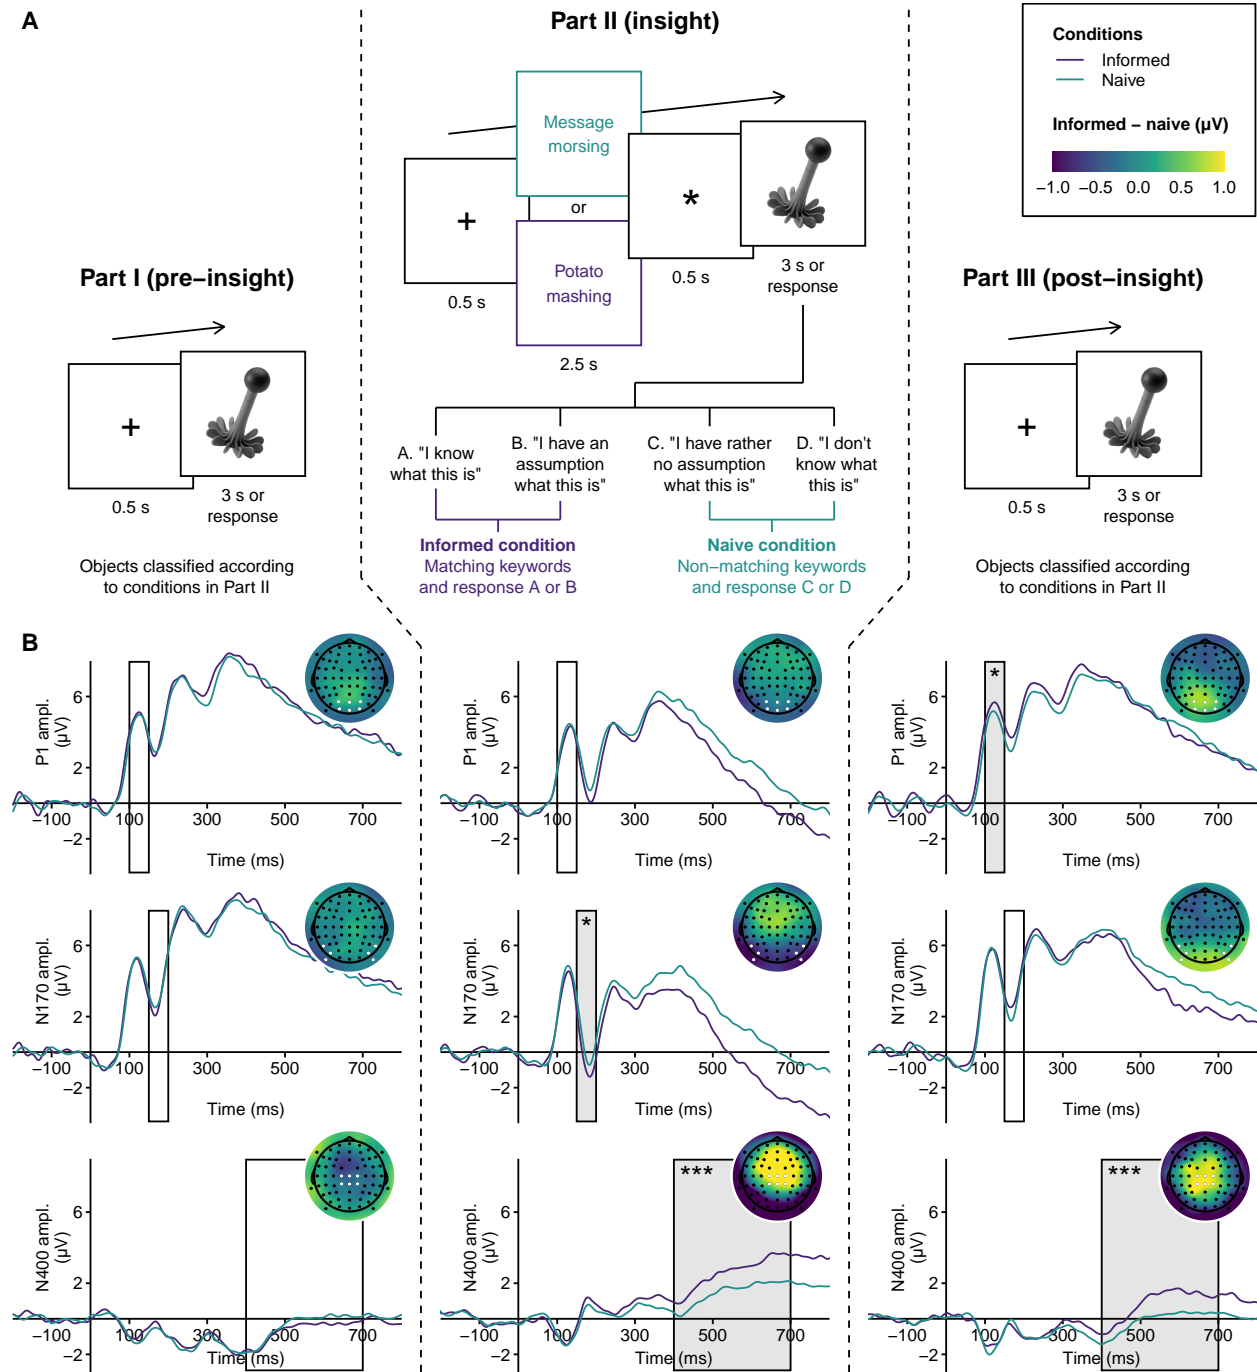 A
Part II (insight)
Conditions
Informed
Naive
Informed − naive (µV)
−1.0 −0.5 0.0 0.5 1.0
Message
morsing
+
or
*
Potato
mashing
0.5 s
0.5 s
3 s or
response
2.5 s
Part I (pre−insight)
+
0.5 s
3 s or
response
Objects classified according
to conditions in Part II
A. "I know
what this is"
B. "I have an
assumption
what this is"
C. "I have rather
no assumption
what this is"
D. "I don't
know what
this is"
Informed condition
Matching keywords
and response A or B
Naive condition
Non−matching keywords
and response C or D
Part III (post−insight)
+
0.5 s
3 s or
response
Objects classified according
to conditions in Part II
B
P1 ampl.
(µV)
6
2
−2
−100 100 300 500 700
Time (ms)
P1 ampl.
(µV)
6
2
−2
−100 100 300 500 700
Time (ms)
P1 ampl.
(µV)
*
6
2
−2
−100 100 300 500 700
Time (ms)
N170 ampl.
(µV)
6
2
−2
−100 100 300 500 700
Time (ms)
N170 ampl.
(µV)
*
6
2
−2
−100 100 300 500 700
Time (ms)
N170 ampl.
(µV)
6
2
−2
−100 100 300 500 700
Time (ms)
N400 ampl.
(µV)
6
2
−2
−100 100 300 500 700
Time (ms)
N400 ampl.
(µV)
***
6
2
−2
−100 100 300 500 700
Time (ms)
N400 ampl.
(µV)
***
6
2
−2
−100 100 300 500 700
Time (ms)